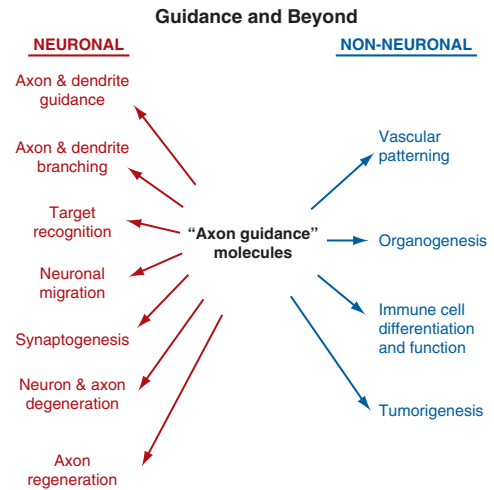 Guidance and Beyond
NEURONAL
Axon & dendrite
guidance
Axon & dendrite
branching
Target
recognition
Neuronal
migration
Synaptogenesis
Neuron & axon
degeneration
Axon
regeneration
“Axon guidance”
molecules
NON-NEURONAL
Vascular
patterning
Organogenesis
Immune cell
differentiation
and function
Tumorigenesis